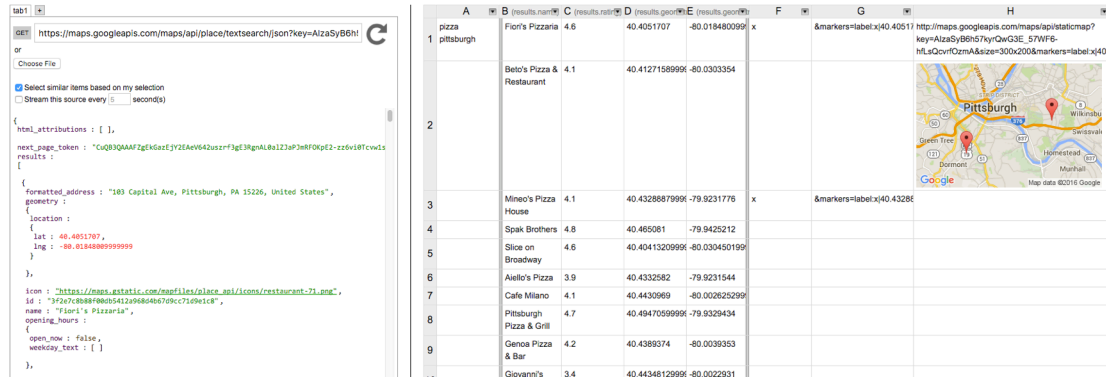 tab1 +
GET https://maps.googleapis.com/maps/api/place/textsearch/json?key=AIzaSyB6h!
or
Choose File
Select similar items based on my selection
Stream this source every 5 second(s)
{
html_attributions : [ ],
next_page_token :
results :
[
{
formatted_address : "103 Capital Ave, Pittsburgh, PA 15226, United States",
geometry :
{
location :
{
lat : 40.4051707,
lng : -80.01848009999999
}
},
icon : "https://maps.gstatic.com/mapfiles/place_api/icons/restaurant-71.png",
id : "3f2e7c8b88f00db5412a968d4b67d9cc71d9e1c8",
name : "Fiori's Pizzaria",
opening_hours :
{
open_now : false,
weekday_text : [ ]
},
A B (results.nam C (results.ratin D (results.geom E (results.geom F G H
1 pizza pittsburgh Fiori's Pizzaria 4.6 40.4051707 -80.018480099 x &markers=label:x|40.40517 http://maps.googleapis.com/maps/api/staticmap?
key=AIzaSyB6h57kyrQwG3E_57WF6-
hfLsQcvrfOzmA&size=300x200&markers=label:x|40
2 Beto's Pizza & Restaurant 4.1 40.41271589999 -80.0303354
STRIP DISTRICT
Pittsburgh
Wilkinsbu
Swissval
Green Tree
Homestead
Dormont
Munhall
Google Map data ©2016 Google
3 Mineo's Pizza House 4.1 40.43288879999 -79.9231776 x &markers=label:x|40.43288
4 Spak Brothers 4.8 40.465081 -79.9425212
5 Slice on Broadway 4.6 40.40413209999 -80.030450199
6 Aiello's Pizza 3.9 40.4332582 -79.9231544
7 Cafe Milano 4.1 40.4430969 -80.002625299
8 Pittsburgh Pizza & Grill 4.7 40.49470599999 -79.9329434
9 Genoa Pizza & Bar 4.2 40.4389374 -80.0039353
Giovanni's 3.4 40.44348129999 -80.0022931